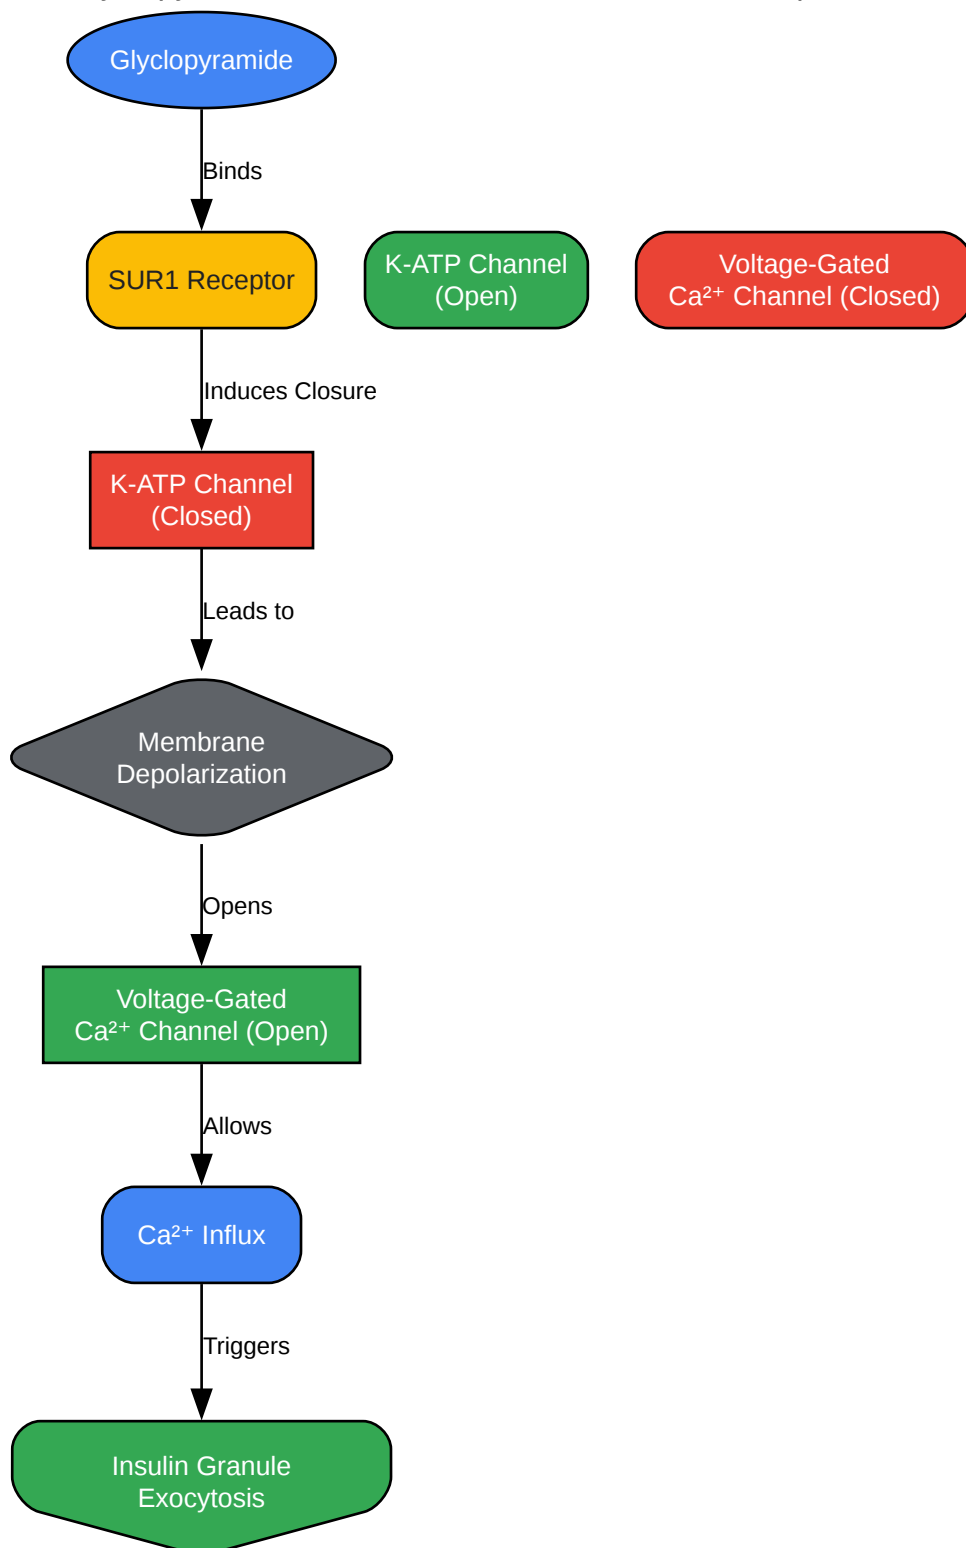 Glyclopyramide
Binds
SUR1 Receptor
K-ATP Channel
(Open)
Voltage-Gated
Ca²⁺ Channel (Closed)
Induces Closure
K-ATP Channel
(Closed)
Leads to
Membrane
Depolarization
Opens
Voltage-Gated
Ca²⁺ Channel (Open)
Allows
Ca²⁺ Influx
Triggers
Insulin Granule
Exocytosis